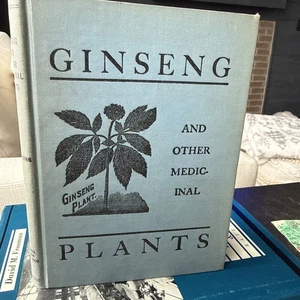 GINSENG
AND
OTHER
MEDIC-
INAL
GINSENG
PLANT.
PLANTS